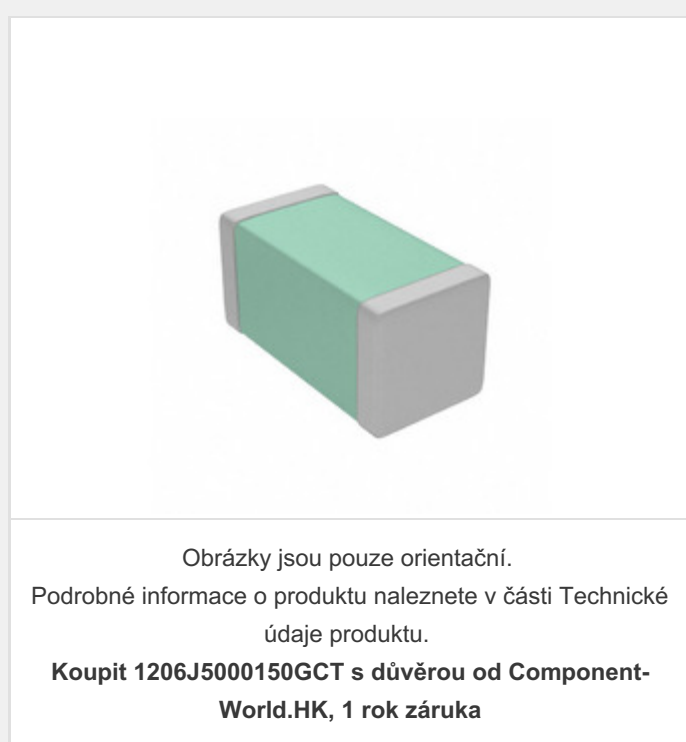 Obrázky jsou pouze orientační.
Podrobné informace o produktu naleznete v části Technické
údaje produktu.
Koupit 1206J5000150GCT s důvěrou od Component-
World.HK, 1 rok záruka